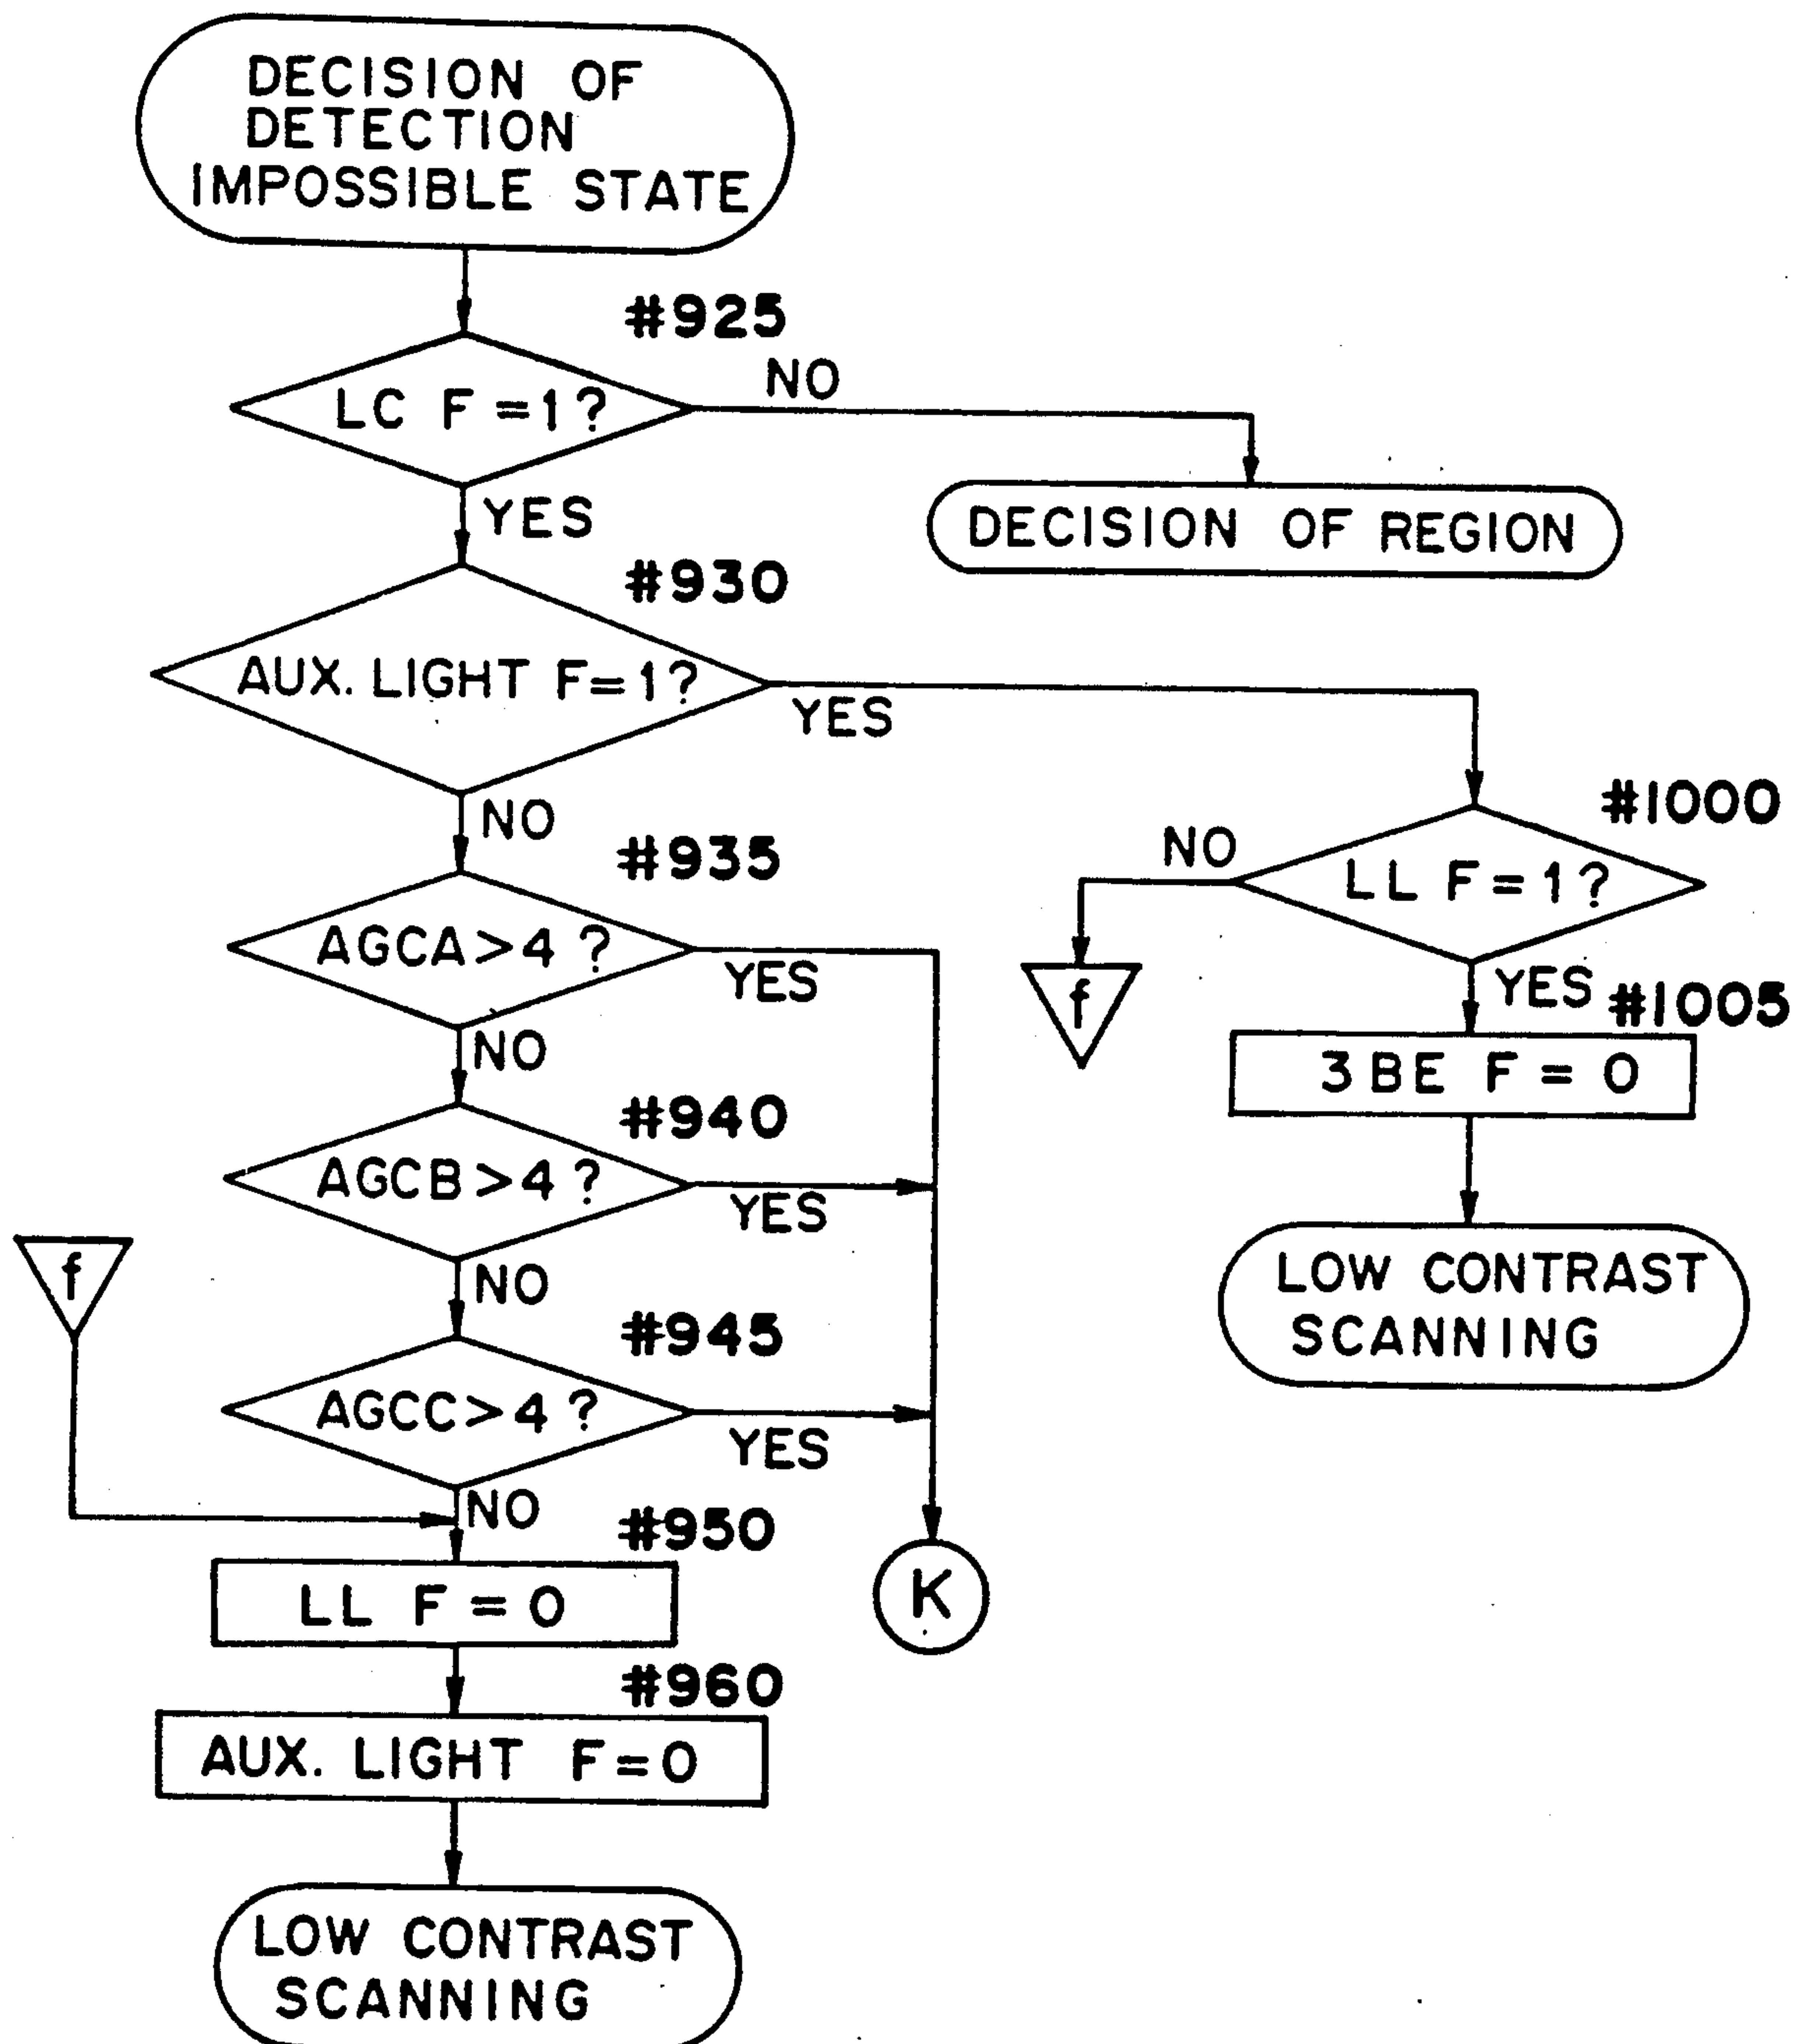 DECISION OF
DETECTION
IMPOSSIBLE STATE
#925
LC F=1?
NO
YES
DECISION OF REGION
#930
AUX. LIGHT F=1?
YES
NO
#935
AGCA>4?
YES
NO
#1000
LL F=1?
NO
YES
f
#1005
3BE F=0
LOW CONTRAST
SCANNING
#940
AGCB>4?
YES
NO
f
#945
AGCC>4?
YES
NO
K
#950
LL F=0
#960
AUX. LIGHT F=0
LOW CONTRAST
SCANNING